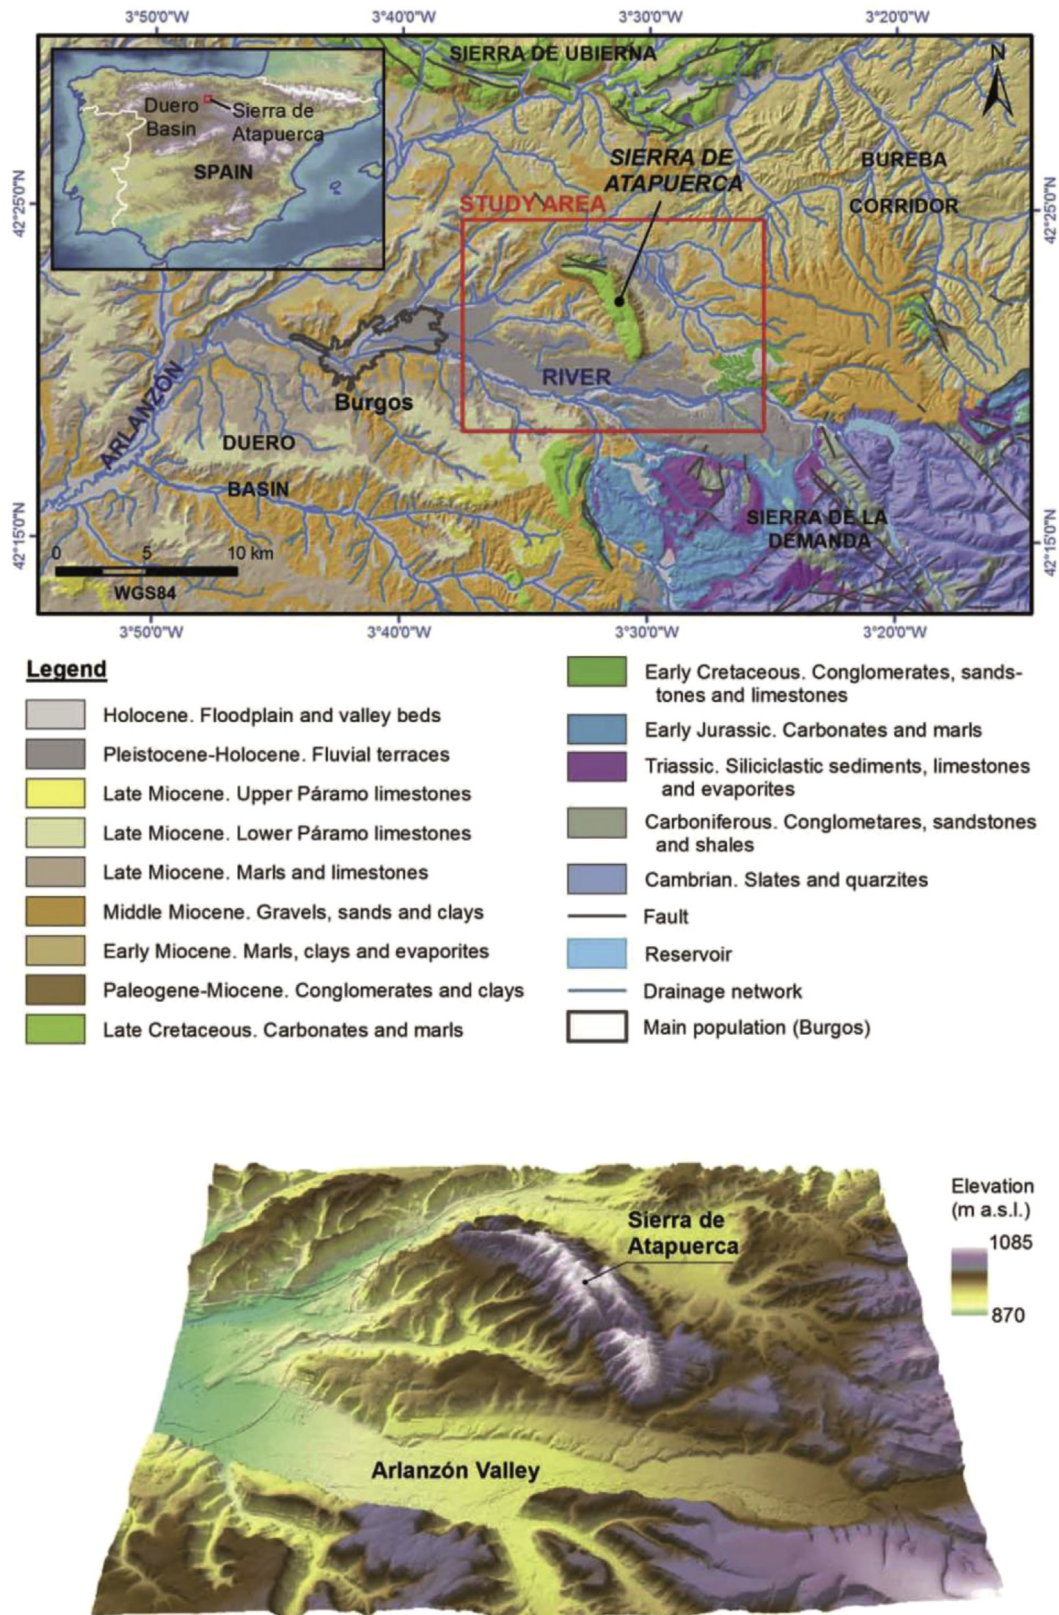 3°50'0"W 3°40'0"W 3°30'0"W 3°20'0"W
SIERRA DE UBIERNA
N
Duero
Basin
Sierra de
Atapuerca
SPAIN
SIERRA DE
ATAPUERCA
BUREBA
CORRIDOR
STUDY AREA
42°25'0"N
42°25'0"N
RIVER
ARLANZÓN
Burgos
DUERO
BASIN
SIERRA DE LA
DEMANDA
42°15'0"N
42°15'0"N
0 5 10 km
WGS84
3°50'0"W 3°40'0"W 3°30'0"W 3°20'0"W
Legend
Holocene. Floodplain and valley beds
Pleistocene-Holocene. Fluvial terraces
Late Miocene. Upper Páramo limestones
Late Miocene. Lower Páramo limestones
Late Miocene. Marls and limestones
Middle Miocene. Gravels, sands and clays
Early Miocene. Marls, clays and evaporites
Paleogene-Miocene. Conglomerates and clays
Late Cretaceous. Carbonates and marls
Early Cretaceous. Conglomerates, sands-
tones and limestones
Early Jurassic. Carbonates and marls
Triassic. Siliciclastic sediments, limestones
and evaporites
Carboniferous. Conglometares, sandstones
and shales
Cambrian. Slates and quarzites
Fault
Reservoir
Drainage network
Main population (Burgos)
Elevation
(m a.s.l.)
1085
870
Sierra de
Atapuerca
Arlanzón Valley